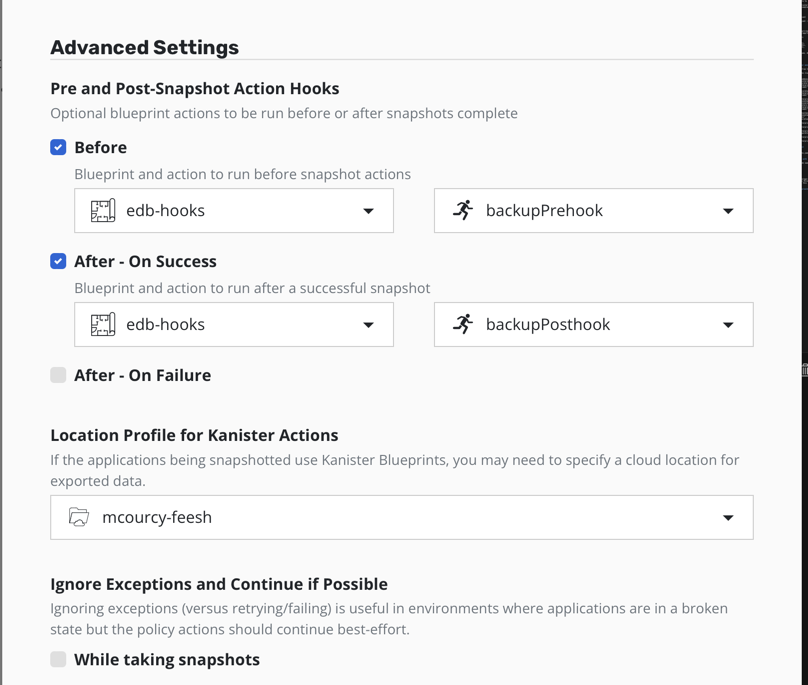 Advanced Settings
Pre and Post-Snapshot Action Hooks
Optional blueprint actions to be run before or after snapshots complete
Before
Blueprint and action to run before snapshot actions
edb-hooks
backupPrehook
After - On Success
Blueprint and action to run after a successful snapshot
edb-hooks
backupPosthook
After - On Failure
Location Profile for Kanister Actions
If the applications being snapshotted use Kanister Blueprints, you may need to specify a cloud location for
exported data.
mcourcy-feesh
Ignore Exceptions and Continue if Possible
Ignoring exceptions (versus retrying/failing) is useful in environments where applications are in a broken
state but the policy actions should continue best-effort.
While taking snapshots